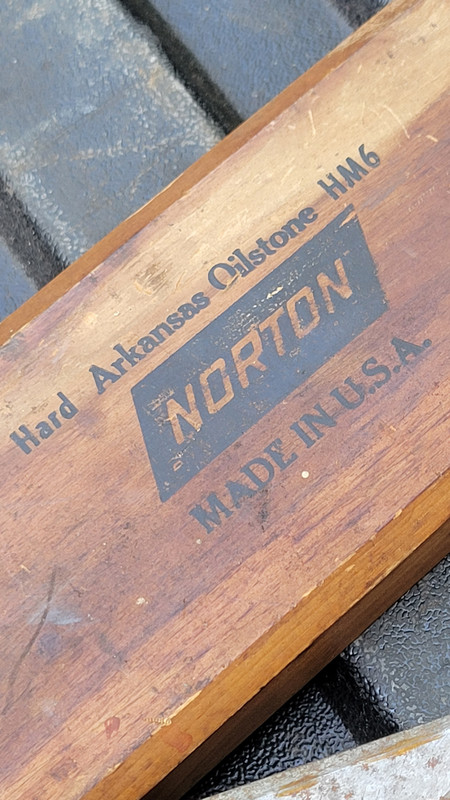 Hard Arkansas Oilstone HM6
NORTON
MADE IN U.S.A.